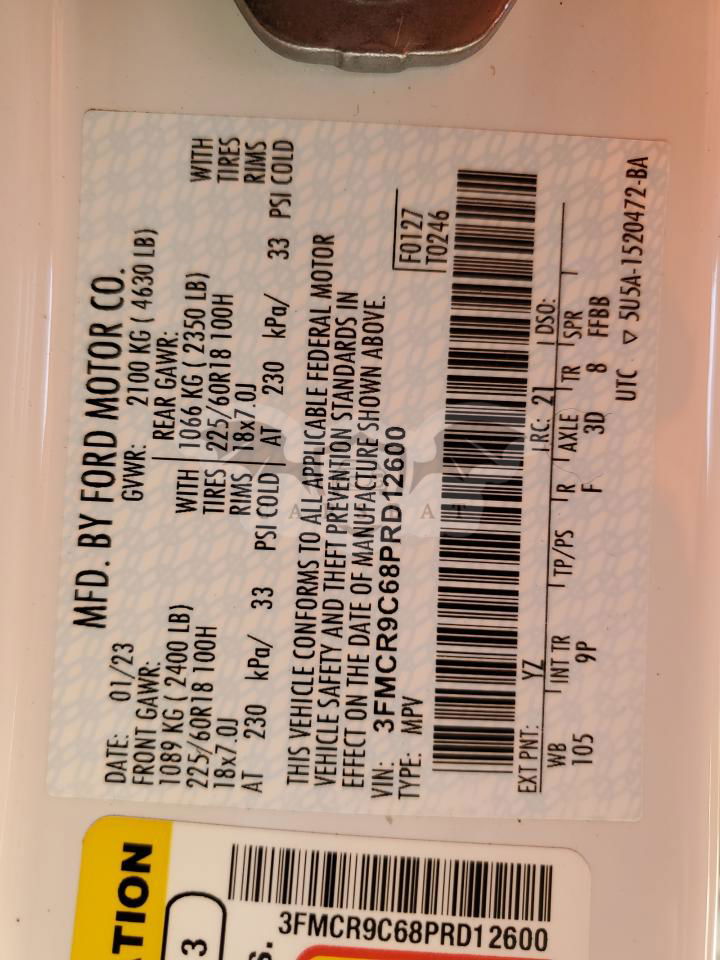 MFD. BY FORD MOTOR CO.
DATE: 01/23 GVWR: 2100 KG ( 4630 LB)
FRONT GAWR: REAR GAWR:
1089 KG ( 2400 LB) WITH 1066 KG ( 2350 LB) WITH
225/60R18 100H TIRES 225/60R18 100H TIRES
18x7.0J RIMS 18x7.0J RIMS
AT 230 kPa/ 33 PSI COLD AT 230 kPa/ 33 PSI COLD
THIS VEHICLE CONFORMS TO ALL APPLICABLE FEDERAL MOTOR
VEHICLE SAFETY AND THEFT PREVENTION STANDARDS IN
EFFECT ON THE DATE OF MANUFACTURE SHOWN ABOVE.
VIN: 3FMCR9C68PRD12600 F0127
TYPE: MPV T0246
EXT PNT: YZ RC: 21 DSO:
WB INT TR TP/PS R AXLE TR SPR
105 9P F 3D 8 FFBB
UTC ▽ 5U5A-1520472-BA
TION
3
S.
3FMCR9C68PRD12600